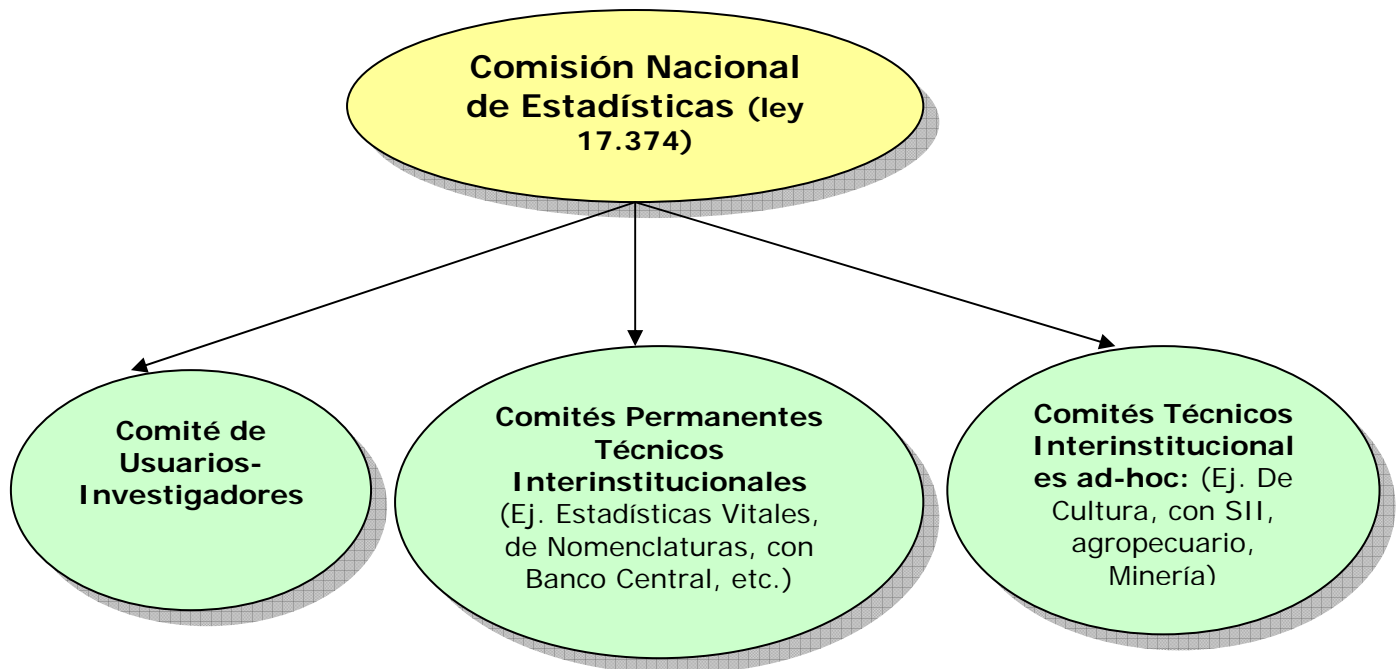 Comisión Nacional
de Estadísticas (ley
17.374)
Comité de
Usuarios-
Investigadores
Comités Permanentes
Técnicos
Interinstitucionales
(Ej. Estadísticas Vitales,
de Nomenclaturas, con
Banco Central, etc.)
Comités Técnicos
Interinstitucional
es ad-hoc: (Ej. De
Cultura, con SII,
agropecuario,
Minería)